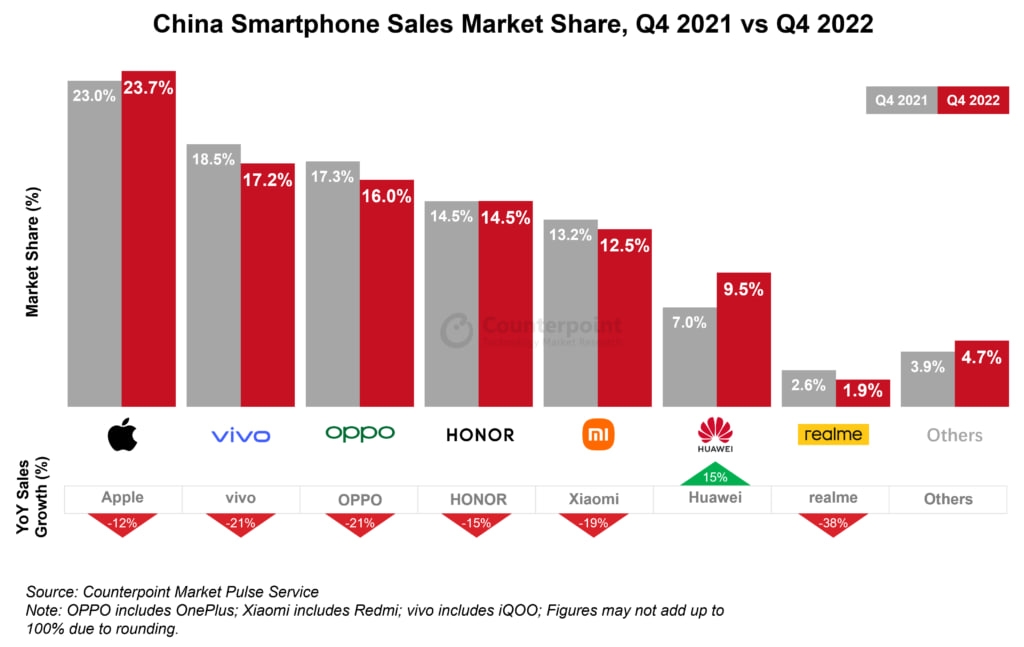 China Smartphone Sales Market Share, Q4 2021 vs Q4 2022
Q4 2021 Q4 2022
Market Share (%)
23.0% 23.7%
18.5% 17.2%
17.3% 16.0%
14.5% 14.5%
13.2% 12.5%
7.0% 9.5%
2.6% 1.9%
3.9% 4.7%
Counterpoint
Technology Market Research
vivo oppo HONOR mi HUAWEI realme Others
YoY Sales
Growth (%)
15%
Apple vivo OPPO HONOR Xiaomi Huawei realme Others
-12% -21% -21% -15% -19% -38%
Source: Counterpoint Market Pulse Service
Note: OPPO includes OnePlus; Xiaomi includes Redmi; vivo includes iQOO; Figures may not add up to
100% due to rounding.